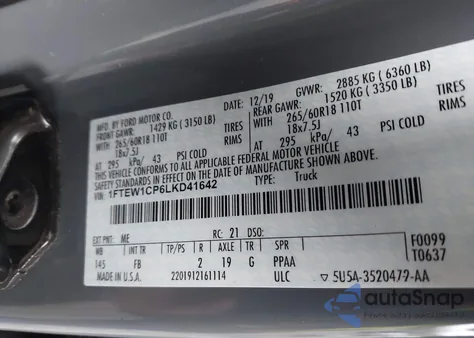 MFD. BY FORD MOTOR CO.
DATE: 12/19 GVWR: 2885 KG ( 6360 LB)
FRONT GAWR: 1429 KG ( 3150 LB) REAR GAWR: 1520 KG ( 3350 LB)
WITH 265/60R18 110T TIRES WITH 265/60R18 110T TIRES
18x7.5J RIMS 18x7.5J RIMS
AT 295 kPa/ 43 PSI COLD AT 295 kPa/ 43 PSI COLD
THIS VEHICLE CONFORMS TO ALL APPLICABLE FEDERAL MOTOR VEHICLE SAFETY STANDARDS
IN EFFECT ON THE DATE OF MANUFACTURE SHOWN ABOVE.
VIN: 1FTEW1CP6LKD41642 TYPE: Truck
EXT PNT: ME RC: 21 DSO: F0099
WB INT TR TP/PS R AXLE TR SPR T0637
145 FB 2 19 G PPAA
MADE IN U.S.A. 2201912161114 ULC ▽ 5U5A-3520479-AA
autoSnap